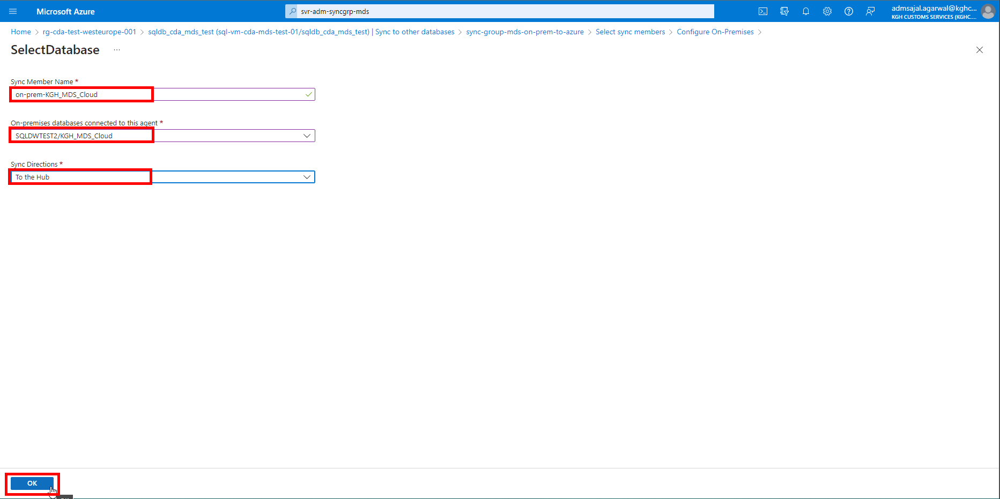 Microsoft Azure
svr-adm-syncgrp-mds
admsajal.agarwal@kghc...
KGH CUSTOMS SERVICES (KGHC....
Home > rg-cda-test-westeurope-001 > sqldb_cda_mds_test (sql-vm-cda-mds-test-01/sqldb_cda_mds_test) | Sync to other databases > sync-group-mds-on-prem-to-azure > Select sync members > Configure On-Premises >
SelectDatabase ...
Sync Member Name *
on-prem-KGH_MDS_Cloud
On-premises databases connected to this agent *
SQLDWTEST2/KGH_MDS_Cloud
Sync Directions *
To the Hub
OK